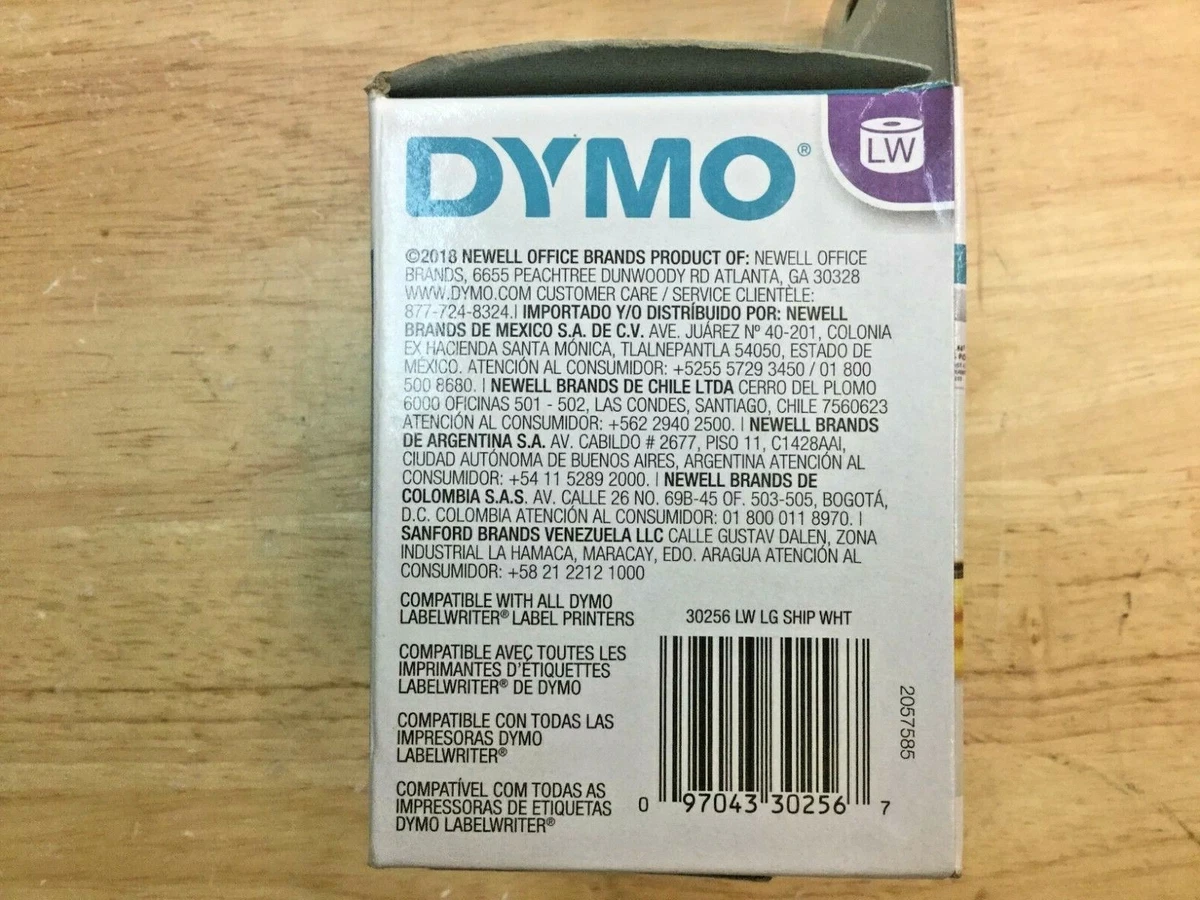 DYMO®
LW
©2018 NEWELL OFFICE BRANDS PRODUCT OF: NEWELL OFFICE
BRANDS, 6655 PEACHTREE DUNWOODY RD ATLANTA, GA 30328
WWW.DYMO.COM CUSTOMER CARE / SERVICE CLIENTÈLE:
877-724-8324.| IMPORTADO Y/O DISTRÍBUIDO POR: NEWELL
BRANDS DE MEXICO S.A. DE C.V. AVE. JUÁREZ Nº 40-201, COLONIA
EX HACIENDA SANTA MÓNICA, TLALNEPANTLA 54050, ESTADO DE
MÉXICO. ATENCIÓN AL CONSUMIDOR: +5255 5729 3450 / 01 800
500 8680. | NEWELL BRANDS DE CHILE LTDA CERRO DEL PLOMO
6000 OFICINAS 501 - 502, LAS CONDES, SANTIAGO, CHILE 7560623
ATENCIÓN AL CONSUMIDOR: +562 2940 2500. | NEWELL BRANDS
DE ARGENTINA S.A. AV. CABILDO # 2677, PISO 11, C1428AAI,
CIUDAD AUTÓNOMA DE BUENOS AIRES, ARGENTINA ATENCIÓN AL
CONSUMIDOR: +54 11 5289 2000. | NEWELL BRANDS DE
COLOMBIA S.A.S. AV. CALLE 26 NO. 69B-45 OF. 503-505, BOGOTÁ,
D.C. COLOMBIA ATENCIÓN AL CONSUMIDOR: 01 800 011 8970. |
SANFORD BRANDS VENEZUELA LLC CALLE GUSTAV DALEN, ZONA
INDUSTRIAL LA HAMACA, MARACAY, EDO. ARAGUA ATENCIÓN AL
CONSUMIDOR: +58 21 2212 1000
COMPATIBLE WITH ALL DYMO
LABELWRITER® LABEL PRINTERS
COMPATIBLE AVEC TOUTES LES
IMPRIMANTES D'ÉTIQUETTES
LABELWRITER® DE DYMO
COMPATIBLE CON TODAS LAS
IMPRESORAS DYMO
LABELWRITER®
COMPATÍVEL COM TODAS AS
IMPRESSORAS DE ETIQUETAS
DYMO LABELWRITER®
30256 LW LG SHIP WHT
0 97043 30256 7
2057585